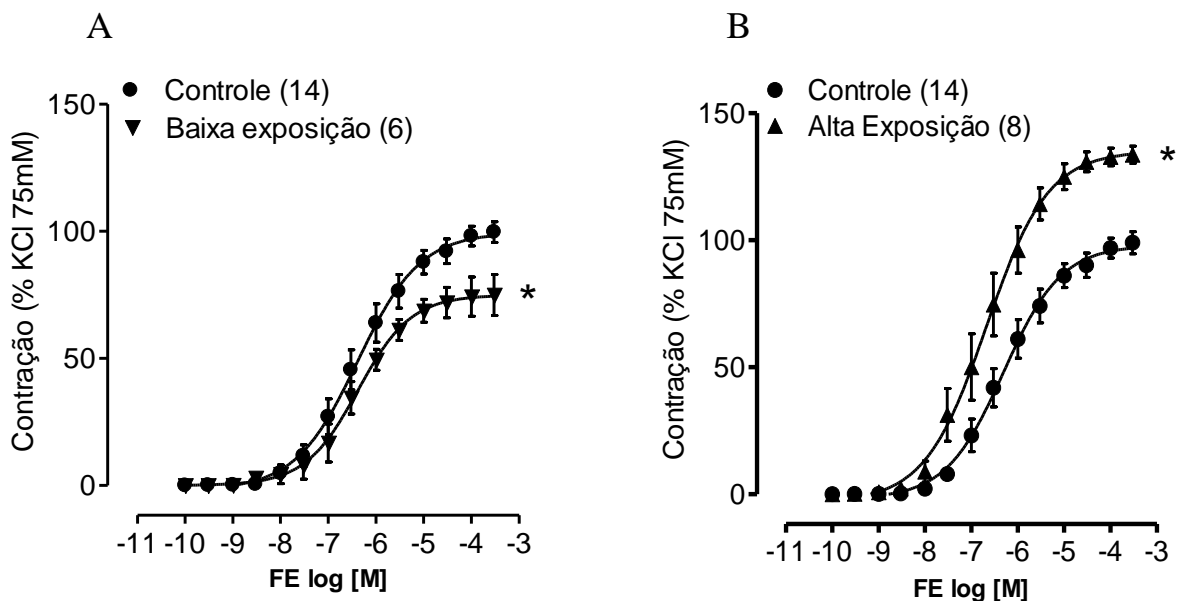 A
Controle (14)
Baixa exposição (6)
150
100
50
0
Contração (% KCl 75mM)
*
-11 -10 -9 -8 -7 -6 -5 -4 -3
FE log [M]
B
Controle (14)
Alta Exposição (8)
150
100
50
0
Contração (% KCl 75mM)
*
-11 -10 -9 -8 -7 -6 -5 -4 -3
FE log [M]